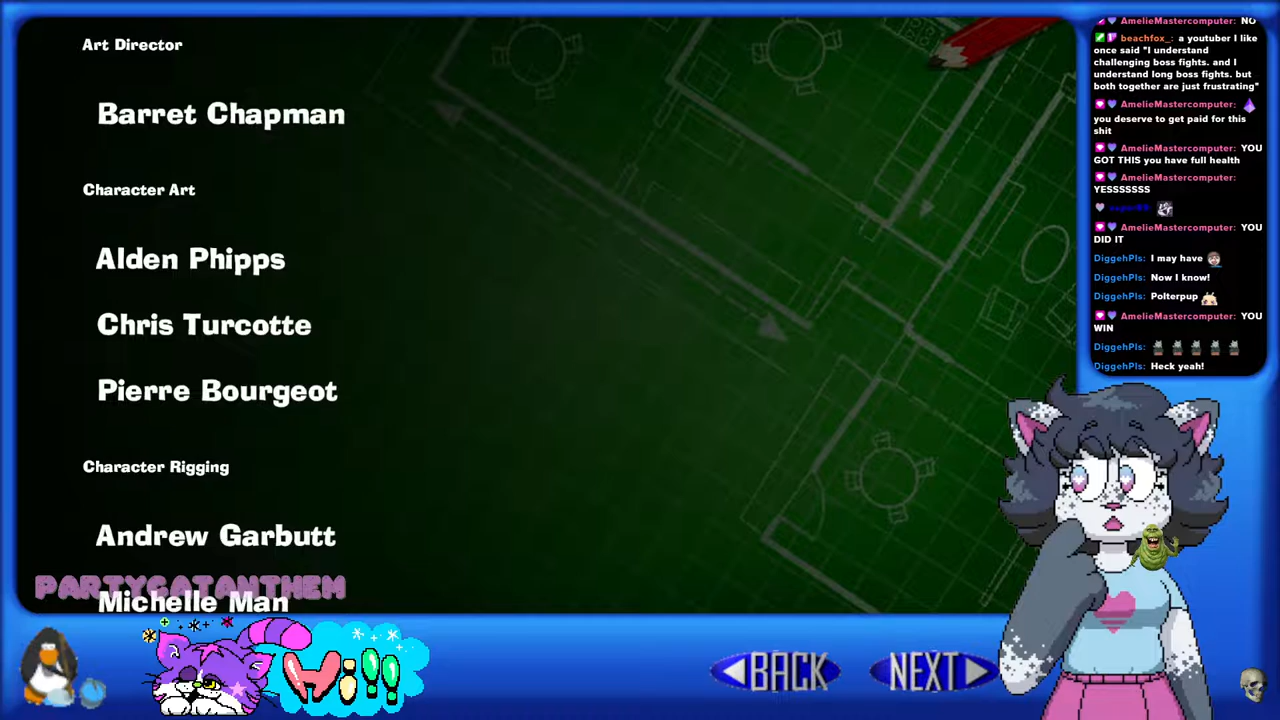 Art Director
Barret Chapman
Character Art
Alden Phipps
Chris Turcotte
Pierre Bourgeot
Character Rigging
Andrew Garbutt
Michelle Man
PARTYCATANTHEM
Hi!!
BACK
NEXT
AmelieMastercomputer: NO
beachfox_: a youtuber I like
once said "I understand
challenging boss fights. and I
understand long boss fights. but
both together are just frustrating"
AmelieMastercomputer:
you deserve to get paid for this
shit
AmelieMastercomputer: YOU
GOT THIS you have full health
AmelieMastercomputer:
YESSSSSS
AmelieMastercomputer: YOU
DID IT
DiggehPls: I may have
DiggehPls: Now I know!
DiggehPls: Polterpup
AmelieMastercomputer: YOU
WIN
DiggehPls:
DiggehPls: Heck yeah!